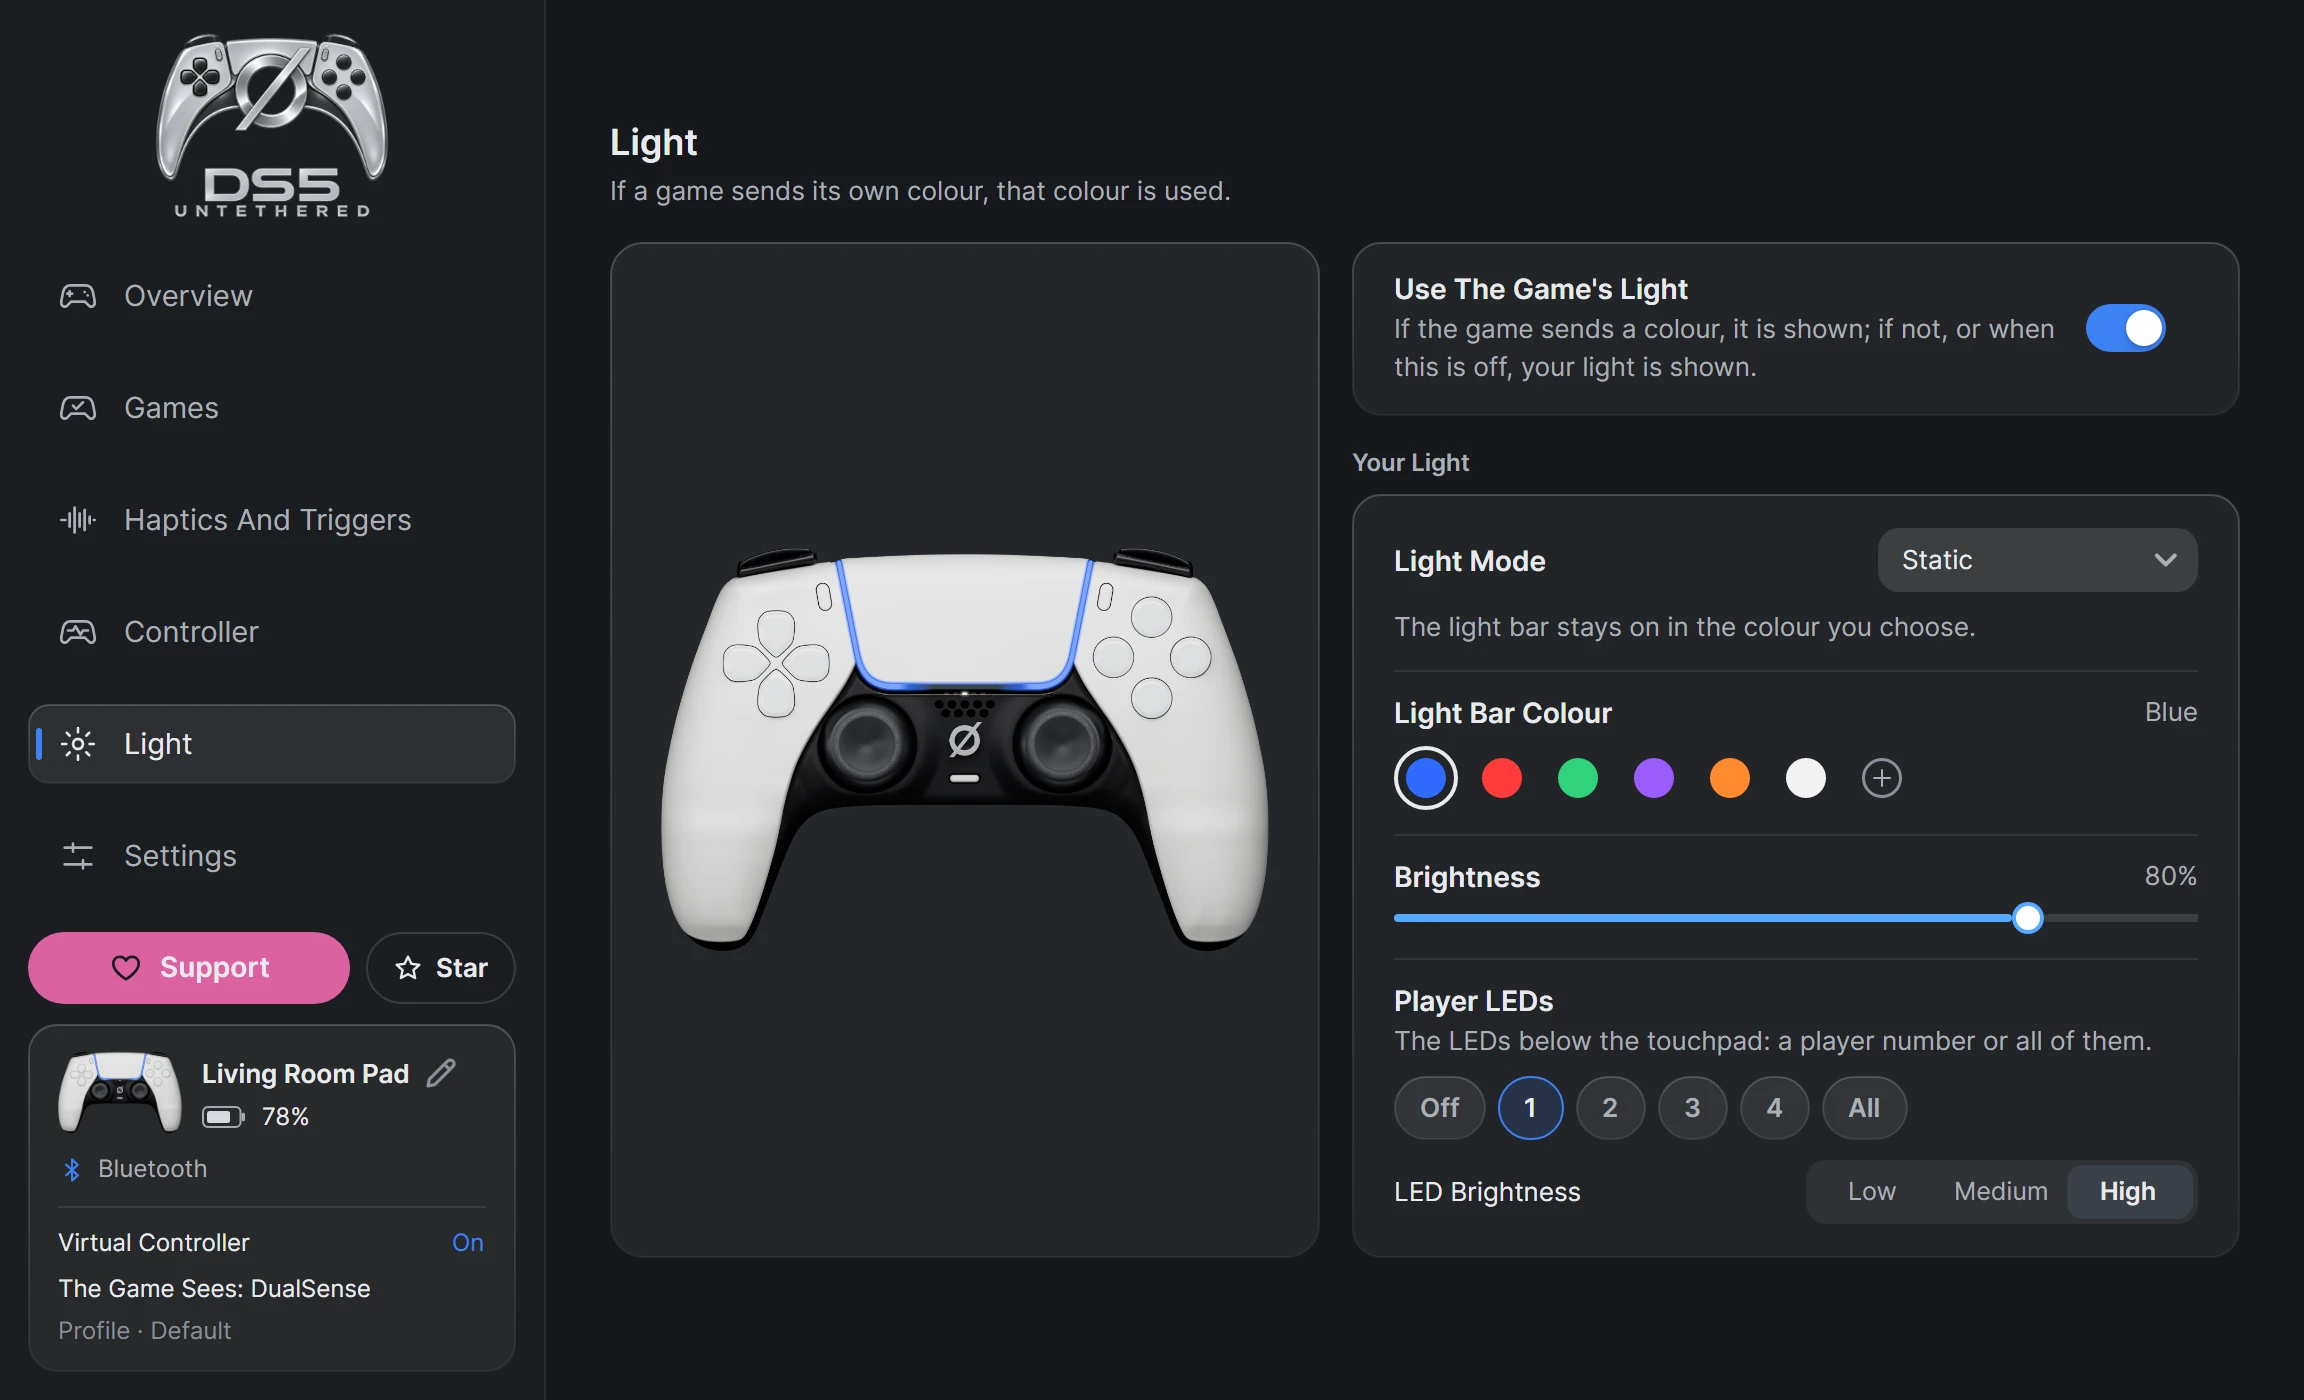 DS5
UNTETHERED
Overview
Games
Haptics And Triggers
Controller
Light
Settings
Support
Star
Living Room Pad
78%
Bluetooth
Virtual Controller
On
The Game Sees: DualSense
Profile · Default
Light
If a game sends its own colour, that colour is used.
Use The Game's Light
If the game sends a colour, it is shown; if not, or when
this is off, your light is shown.
Your Light
Light Mode
Static
The light bar stays on in the colour you choose.
Light Bar Colour
Blue
Brightness
80%
Player LEDs
The LEDs below the touchpad: a player number or all of them.
Off
1
2
3
4
All
LED Brightness
Low
Medium
High